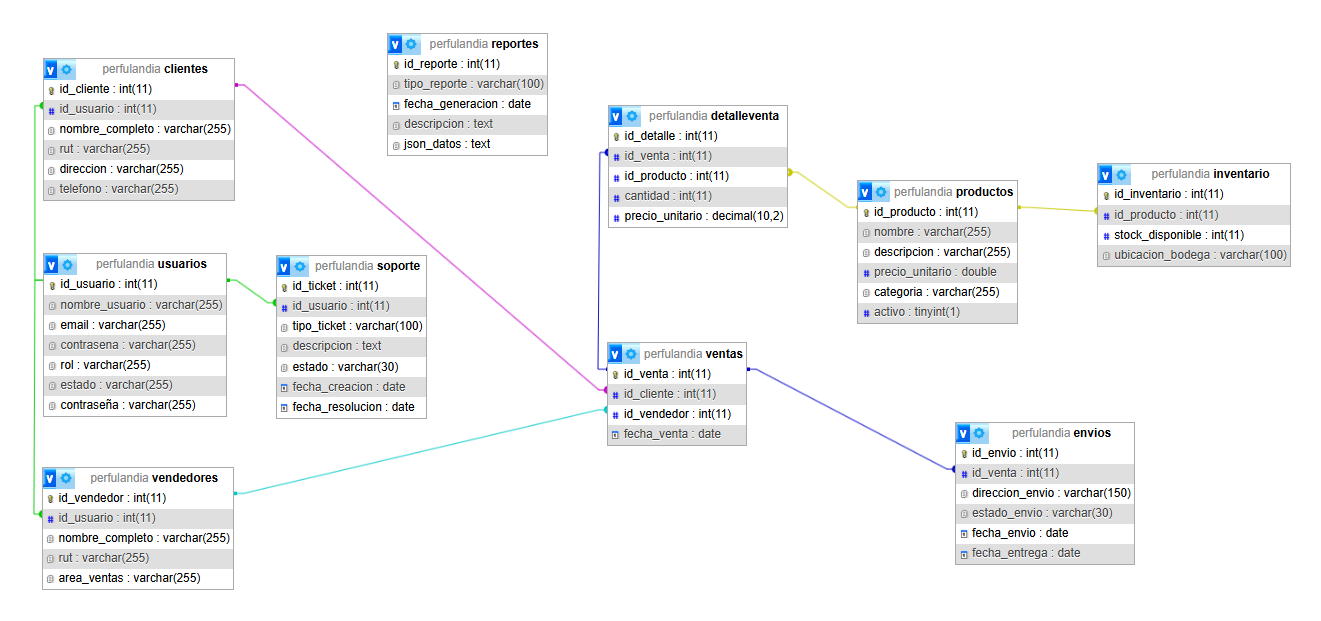 perfulandia clientes
id_cliente : int(11)
id_usuario : int(11)
nombre_completo : varchar(255)
rut : varchar(255)
direccion : varchar(255)
telefono : varchar(255)
perfulandia reportes
id_reporte : int(11)
tipo_reporte : varchar(100)
fecha_generacion : date
descripcion : text
json_datos : text
perfulandia detalleventa
id_detalle : int(11)
id_venta : int(11)
id_producto : int(11)
cantidad : int(11)
precio_unitario : decimal(10,2)
perfulandia productos
id_producto : int(11)
nombre : varchar(255)
descripcion : varchar(255)
precio_unitario : double
categoria : varchar(255)
activo : tinyint(1)
perfulandia inventario
id_inventario : int(11)
id_producto : int(11)
stock_disponible : int(11)
ubicacion_bodega : varchar(100)
perfulandia usuarios
id_usuario : int(11)
nombre_usuario : varchar(255)
email : varchar(255)
contrasena : varchar(255)
rol : varchar(255)
estado : varchar(255)
contraseña : varchar(255)
perfulandia soporte
id_ticket : int(11)
id_usuario : int(11)
tipo_ticket : varchar(100)
descripcion : text
estado : varchar(30)
fecha_creacion : date
fecha_resolucion : date
perfulandia ventas
id_venta : int(11)
id_cliente : int(11)
id_vendedor : int(11)
fecha_venta : date
perfulandia envios
id_envio : int(11)
id_venta : int(11)
direccion_envio : varchar(150)
estado_envio : varchar(30)
fecha_envio : date
fecha_entrega : date
perfulandia vendedores
id_vendedor : int(11)
id_usuario : int(11)
nombre_completo : varchar(255)
rut : varchar(255)
area_ventas : varchar(255)